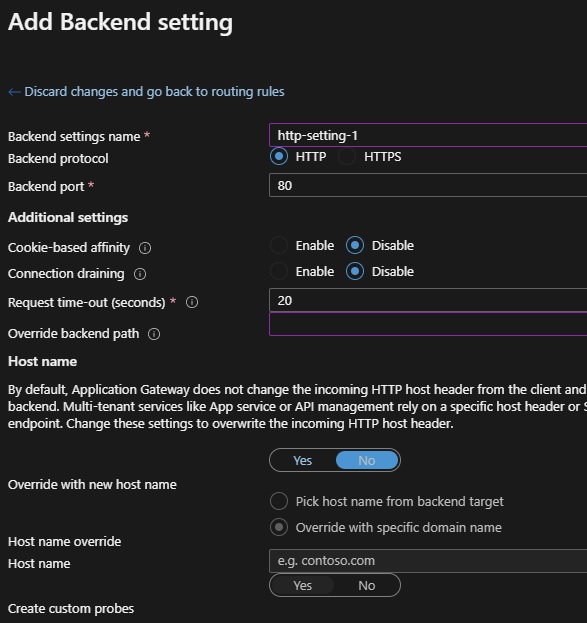 Add Backend setting
← Discard changes and go back to routing rules
Backend settings name * http-setting-1
Backend protocol HTTP HTTPS
Backend port * 80
Additional settings
Cookie-based affinity Enable Disable
Connection draining Enable Disable
Request time-out (seconds) * 20
Override backend path
Host name
By default, Application Gateway does not change the incoming HTTP host header from the client and
backend. Multi-tenant services like App service or API management rely on a specific host header or S
endpoint. Change these settings to overwrite the incoming HTTP host header.
Yes No
Override with new host name
Pick host name from backend target
Override with specific domain name
Host name override
Host name e.g. contoso.com
Yes No
Create custom probes